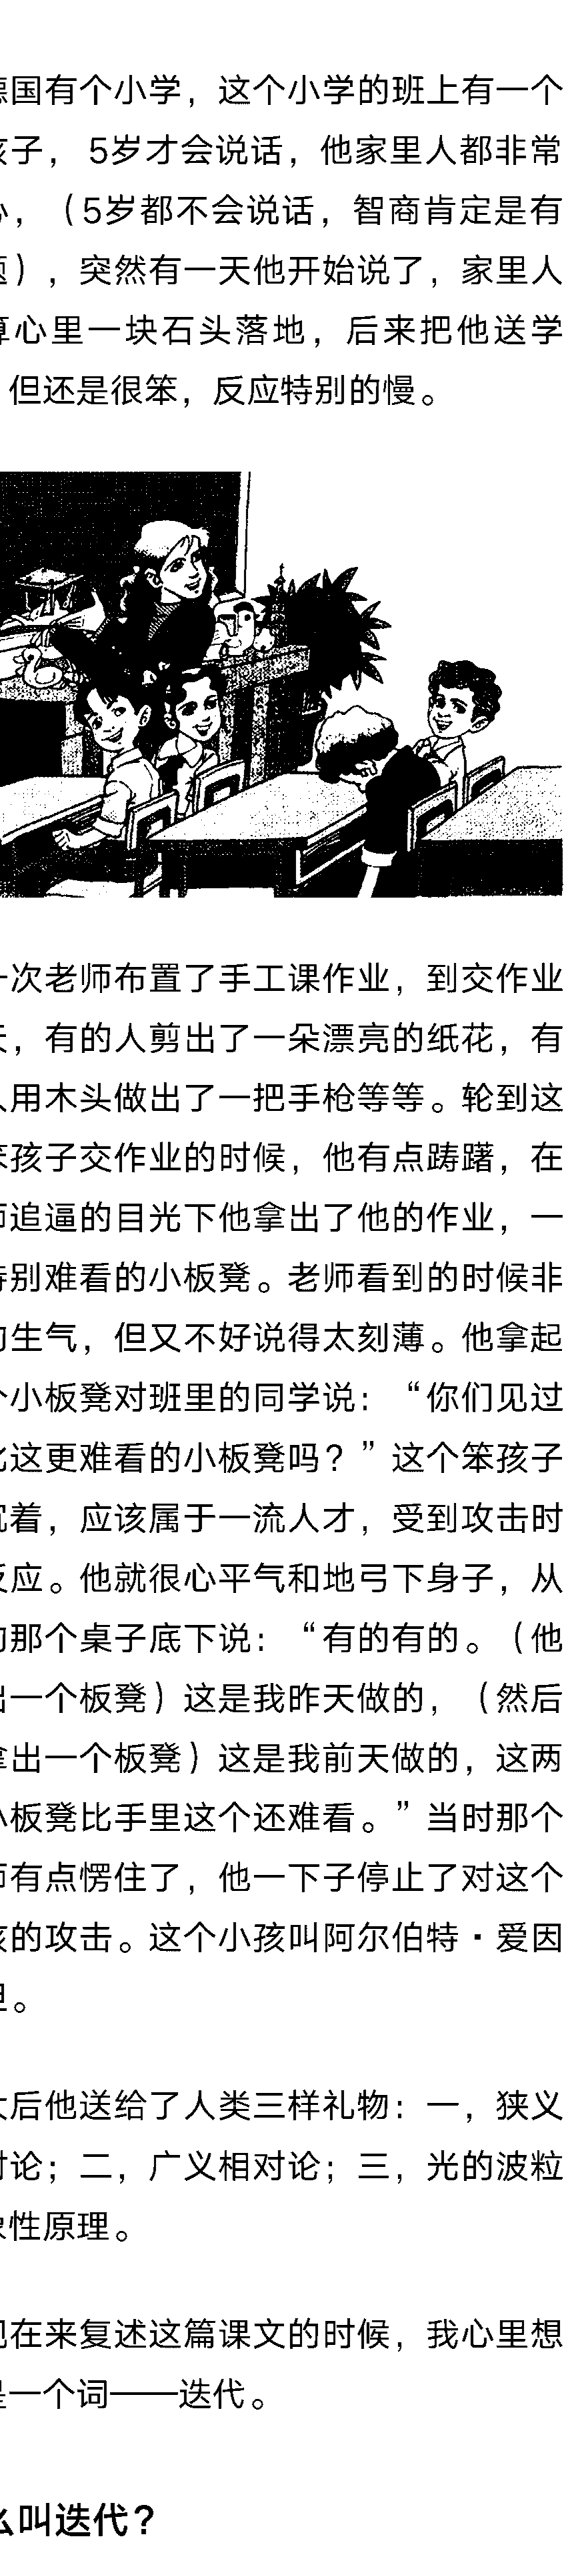 国有个小学，这个小学的班上有一个
孩子， 5岁才会说话，他家里人都非常
心，（5岁都不会说话，智商肯定是有
题），突然有一天他开始说了，家里人
算心里一块石头落地，后来把他送学
但还是很笨，反应特别的慢。
一次老师布置了手工课作业，到交作业
天，有的人剪出了一朵漂亮的纸花，有
人用木头做出了一把手枪等等。轮到这
笨孩子交作业的时候，他有点踌躇，在
师追逼的目光下他拿出了他的作业，一
特别难看的小板凳。老师看到的时候非
的生气，但又不好说得太刻薄。他拿起
个小板凳对班里的同学说：“你们见过
比这更难看的小板凳吗？”这个笨孩子
沉着，应该属于一流人才，受到攻击时
反应。他就很心平气和地弓下身子，从
的那个桌子底下说：“有的有的。（他
出一个板凳）这是我昨天做的，（然后
拿出一个板凳）这是我前天做的，这两
小板凳比手里这个还难看。”当时那个
师有点愣住了，他一下子停止了对这个
孩的攻击。这个小孩叫阿尔伯特·爱因
坦。
大后他送给了人类三样礼物：一，狭义
对论；二，广义相对论；三，光的波粒
象性原理。
现在来复述这篇课文的时候，我心里想
是一个词——迭代。
么叫迭代？